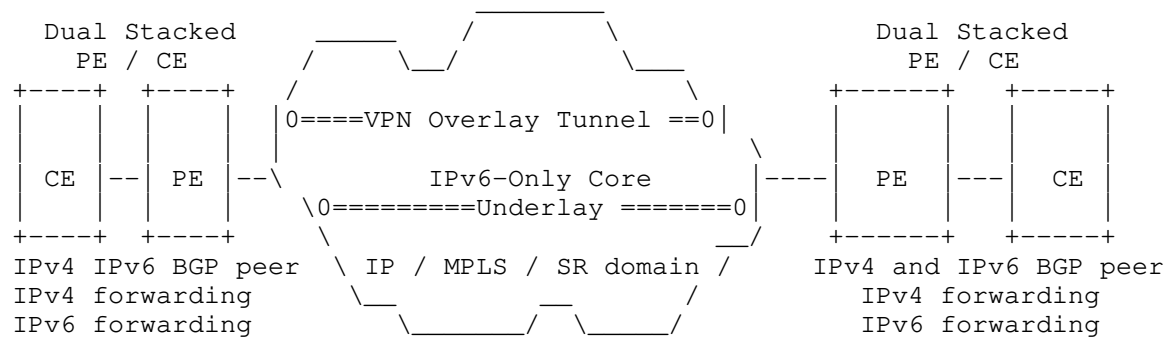 Dual Stacked Dual Stacked
PE / CE PE / CE
0====VPN Overlay Tunnel ==0
CE PE IPv6-Only Core PE CE
0=========Underlay =======0
IPv4 IPv6 BGP peer IP / MPLS / SR domain IPv4 and IPv6 BGP peer
IPv4 forwarding IPv4 forwarding
IPv6 forwarding IPv6 forwarding